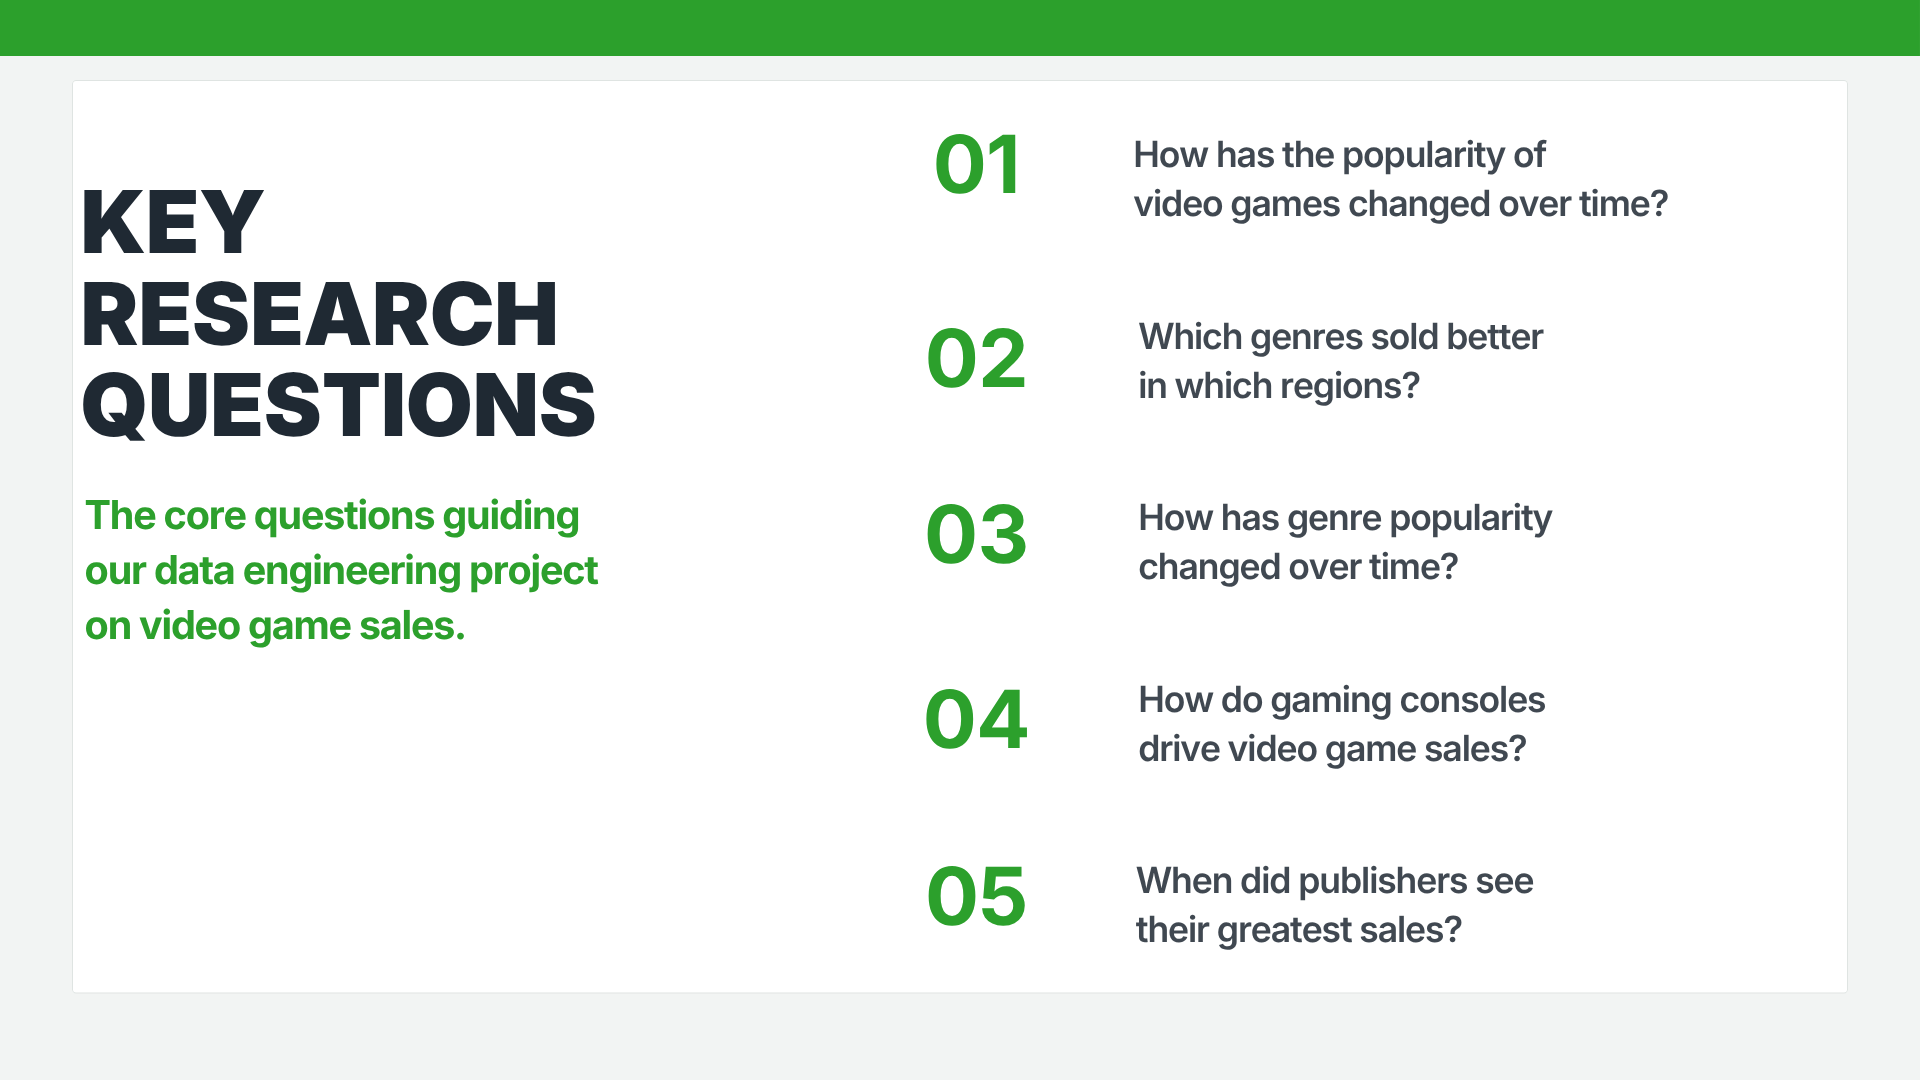 KEY
RESEARCH
QUESTIONS
The core questions guiding
our data engineering project
on video game sales.
01
How has the popularity of
video games changed over time?
02
Which genres sold better
in which regions?
03
How has genre popularity
changed over time?
04
How do gaming consoles
drive video game sales?
05
When did publishers see
their greatest sales?